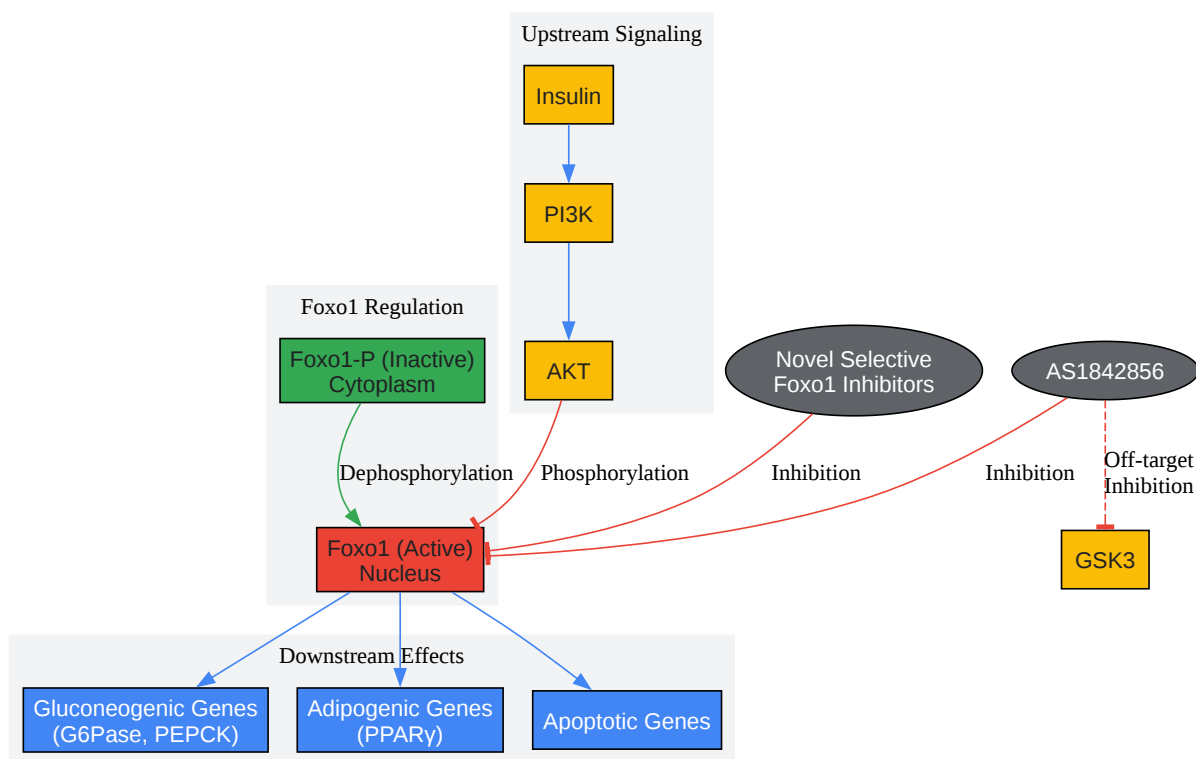 Upstream Signaling
Insulin
PI3K
AKT
Foxo1 Regulation
Foxo1-P (Inactive)
Cytoplasm
Novel Selective
Foxo1 Inhibitors
AS1842856
Dephosphorylation
Phosphorylation
Inhibition
Inhibition
Off-target
Inhibition
Foxo1 (Active)
Nucleus
GSK3
Downstream Effects
Gluconeogenic Genes
(G6Pase, PEPCK)
Adipogenic Genes
(PPARγ)
Apoptotic Genes